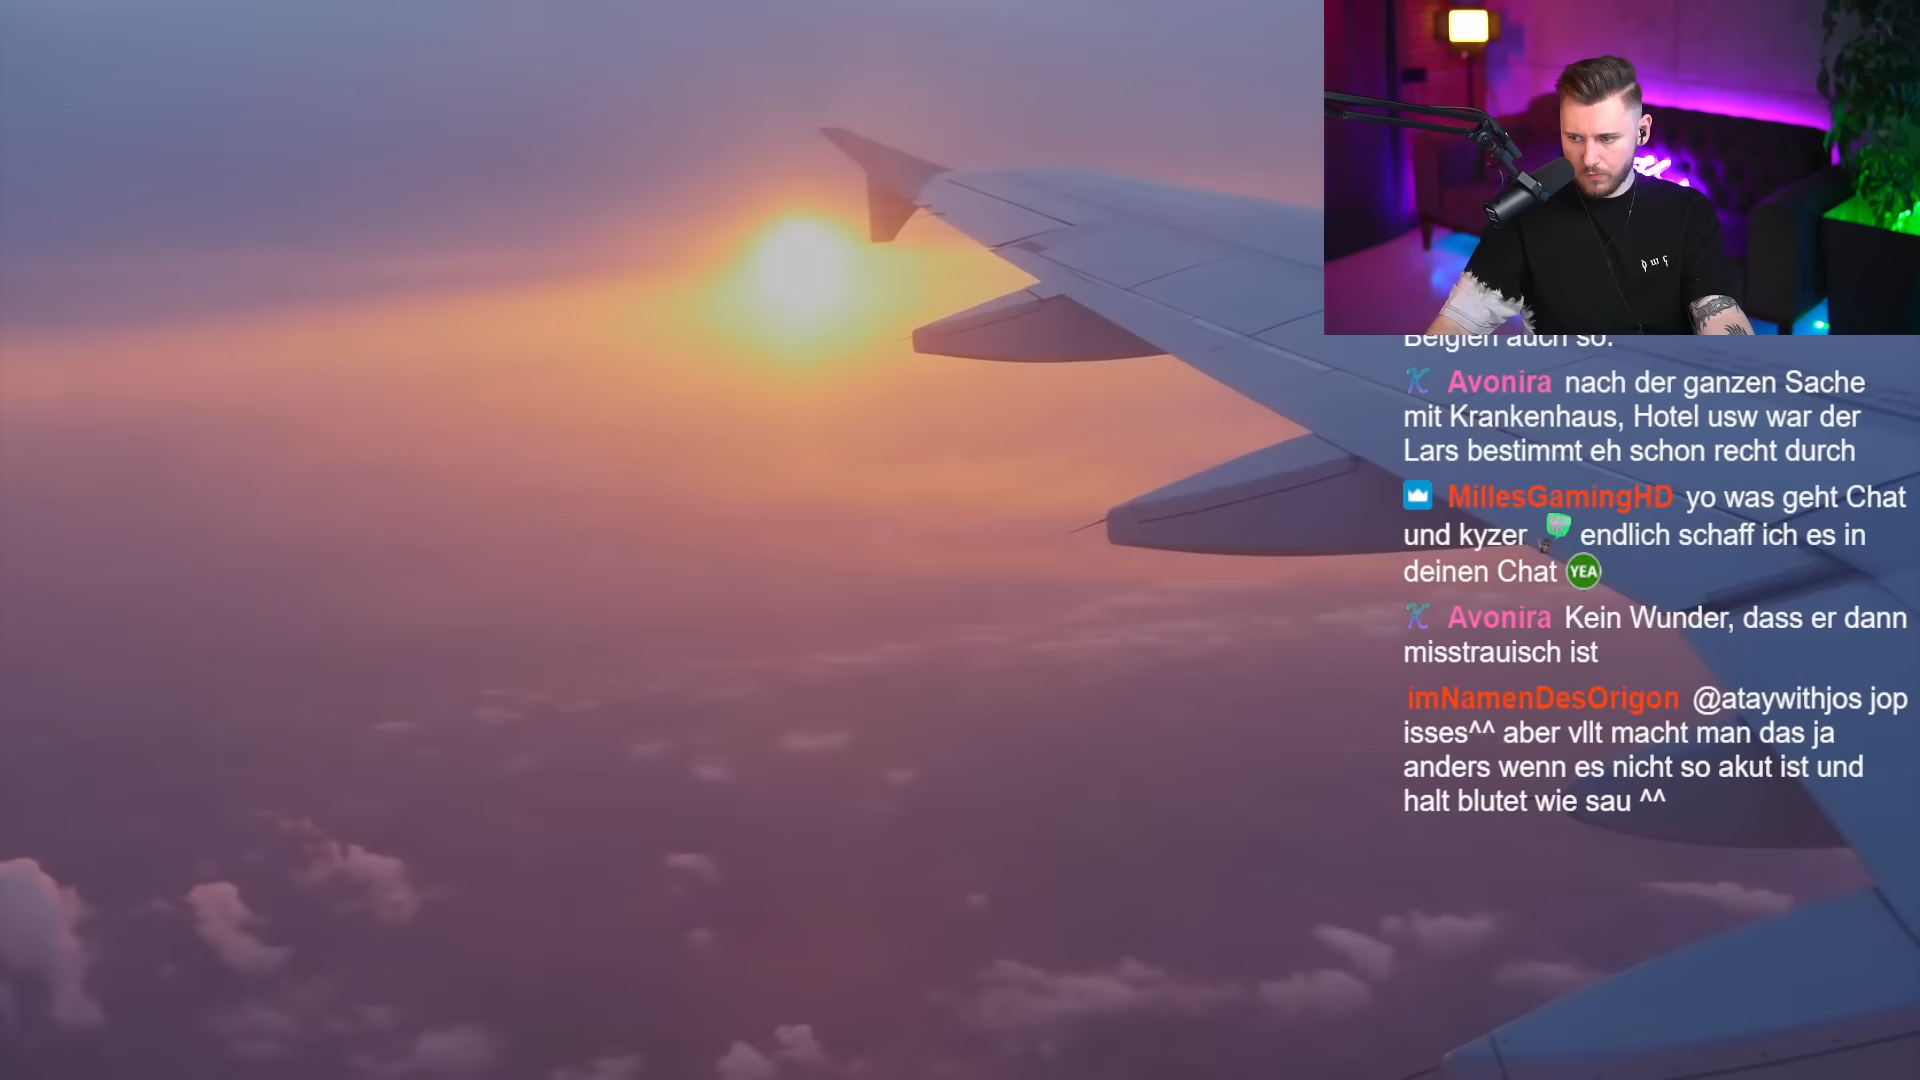 Belgien auch so.
Avonira nach der ganzen Sache
mit Krankenhaus, Hotel usw war der
Lars bestimmt eh schon recht durch
MillesGamingHD yo was geht Chat
und kyzer endlich schaff ich es in
deinen Chat YEA
Avonira Kein Wunder, dass er dann
misstrauisch ist
imNamenDesOrigon @ataywithjos jop
isses^^ aber vllt macht man das ja
anders wenn es nicht so akut ist und
halt blutet wie sau ^^